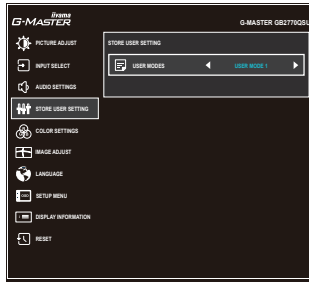 iiyama
G-MASTER
G-MASTER GB2770QSU
PICTURE ADJUST
INPUT SELECT
AUDIO SETTINGS
STORE USER SETTING
COLOR SETTINGS
IMAGE ADJUST
LANGUAGE
OSD
SETUP MENU
DISPLAY INFORMATION
RESET
STORE USER SETTING
USER MODES
USER MODE 1